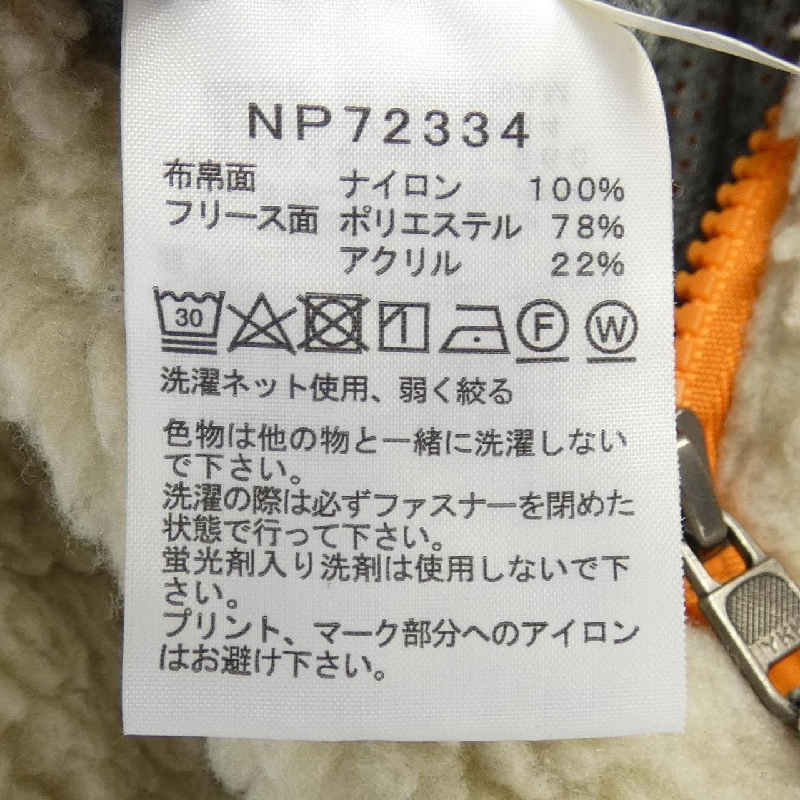 NP72334
布帛面 ナイロン 100%
フリース面 ポリエステル 78%
アクリル 22%
30 F W
洗濯ネット使用、弱く絞る
色物は他の物と一緒に洗濯しない
で下さい。
洗濯の際は必ずファスナーを閉めた
状態で行って下さい。
蛍光剤入り洗剤は使用しないで下
さい。
プリント、マーク部分へのアイロン
はお避け下さい。
YKK